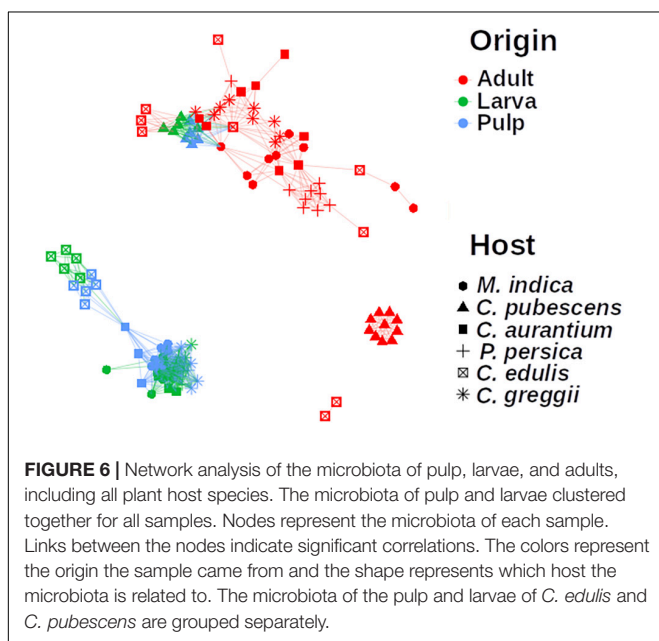 Origin
Adult
Larva
Pulp
Host
M. indica
C. pubescens
C. aurantium
P. persica
C. edulis
C. greggii
FIGURE 6 | Network analysis of the microbiota of pulp, larvae, and adults,
including all plant host species. The microbiota of pulp and larvae clustered
together for all samples. Nodes represent the microbiota of each sample.
Links between the nodes indicate significant correlations. The colors represent
the origin the sample came from and the shape represents which host the
microbiota is related to. The microbiota of the pulp and larvae of C. edulis and
C. pubescens are grouped separately.